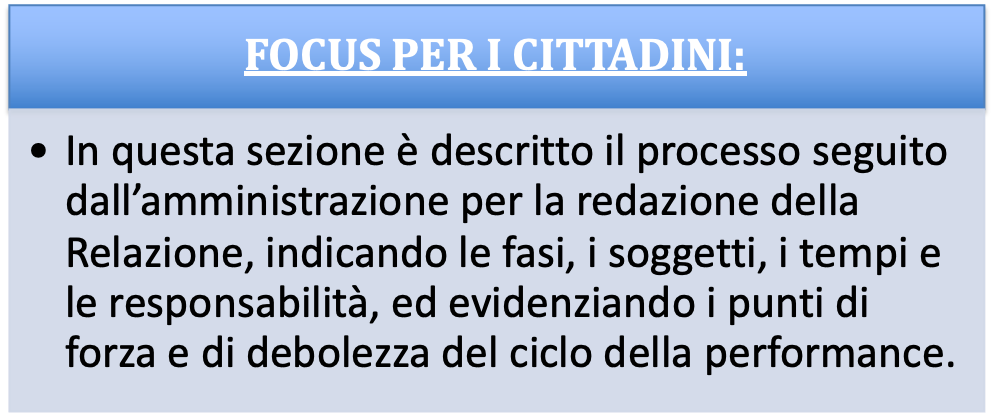 FOCUS PER I CITTADINI:
• In questa sezione è descritto il processo seguito
dall’amministrazione per la redazione della
Relazione, indicando le fasi, i soggetti, i tempi e
le responsabilità, ed evidenziando i punti di
forza e di debolezza del ciclo della performance.